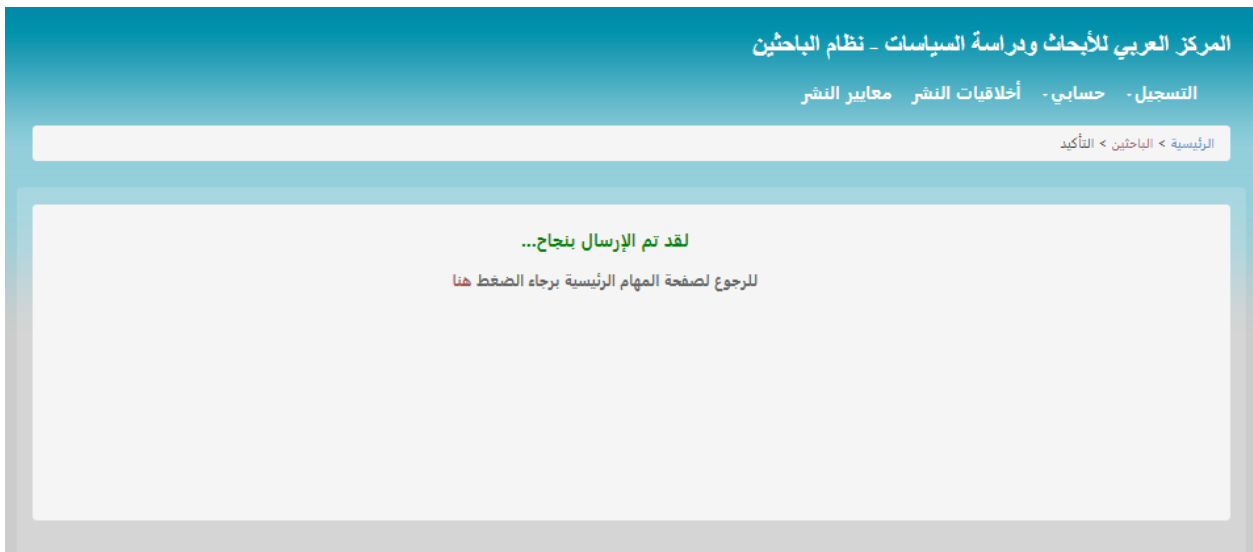 المركز العربي للأبحاث ودراسة السياسات - نظام الباحثين
التسجيل - حسابي - أخلاقيات النشر معايير النشر
الرئيسية > الباحثين > التأكيد
لقد تم الإرسال بنجاح...
للرجوع لصفحة المهام الرئيسية برجاء الضغط هنا